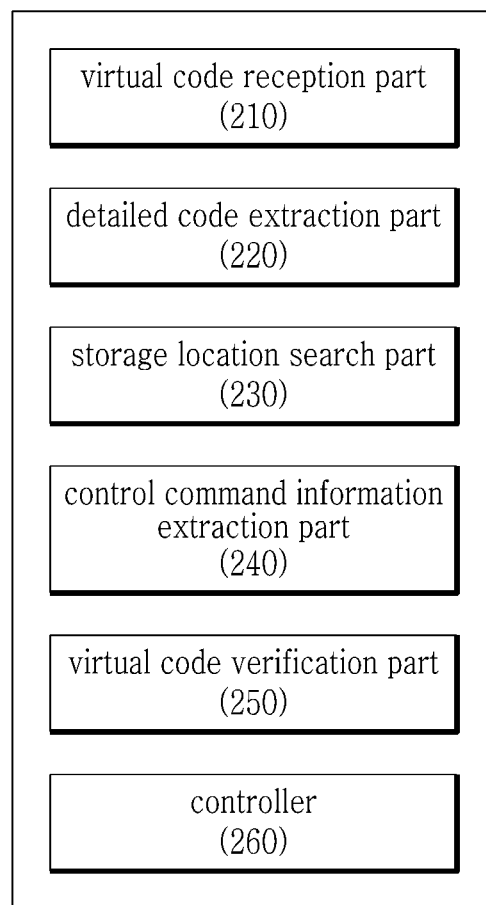 virtual code reception part
(210)
detailed code extraction part
(220)
storage location search part
(230)
control command information
extraction part
(240)
virtual code verification part
(250)
controller
(260)